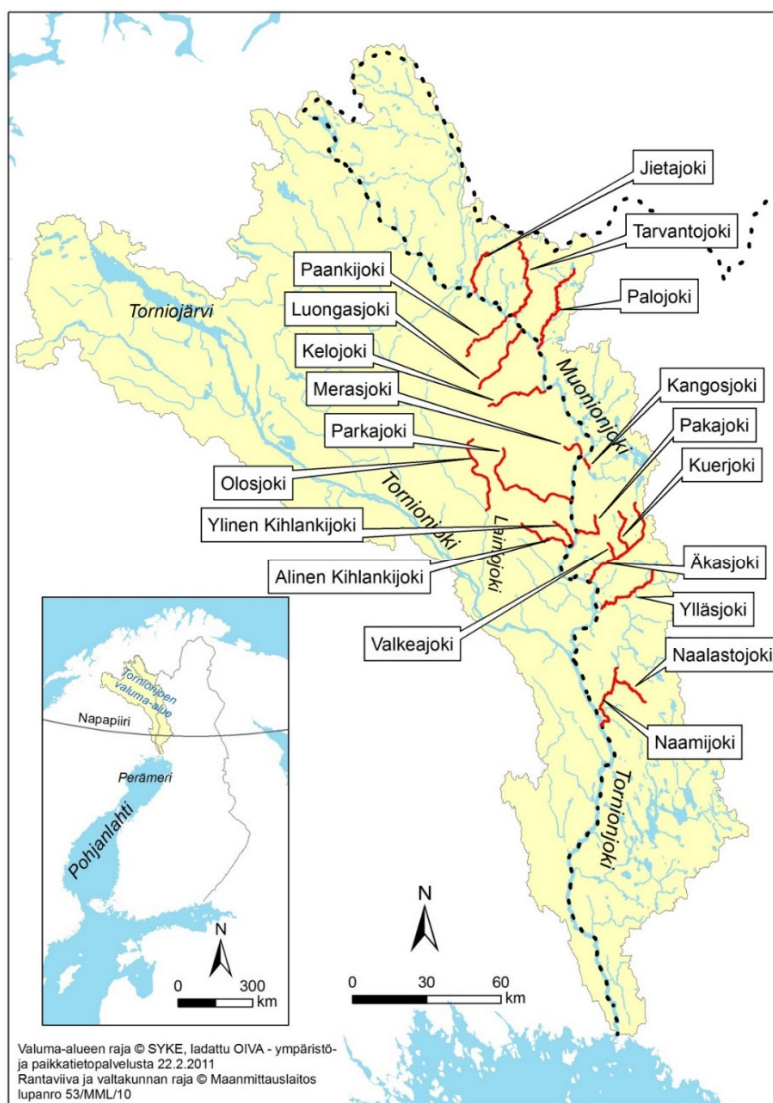 Jietajoki
Tarvantojoki
Paankijoki
Luongasjoki
Torniojärvi
Palojoki
Kelojoki
Merasjoki
Muonionjoki
Kangosjoki
Parkajoki
Pakajoki
Olosjoki
Kuerjoki
Tornionjoki
Lainiojoki
Ylinen Kihlankijoki
Alinen Kihlankijoki
Äkasjoki
Ylläsjoki
Valkeajoki
Naalastojoki
Naamijoki
Tornionjoki
Tornionjoen
valuma-alue
Napapiiri
Perämeri
Pohjanlahti
N
0 300
km
N
0 30 60
km
Valuma-alueen raja © SYKE, ladattu OIVA - ympäristö-
ja paikkatietopalvelusta 22.2.2011
Rantaviiva ja valtakunnan raja © Maanmittauslaitos
lupanro 53/MML/10